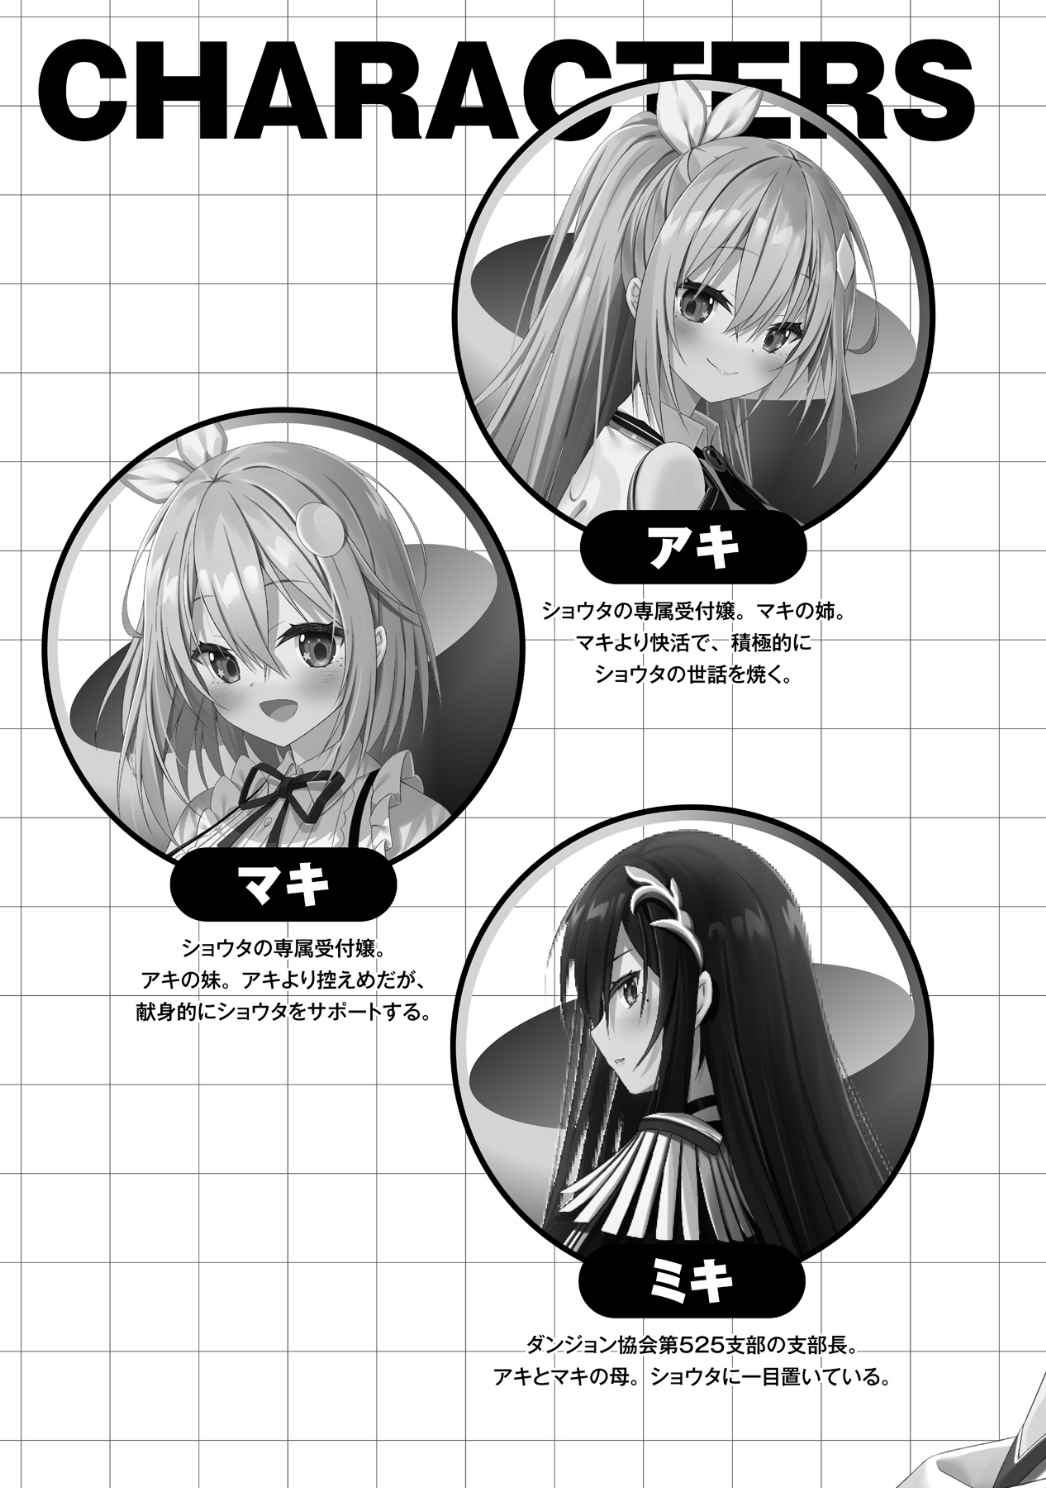 CHARACTERS
アキ
ショウタの専属受付嬢。マキの姉。
マキより快活で、積極的に
ショウタの世話を焼く。
マキ
ショウタの専属受付嬢。
アキの妹。アキより控えめだが、
献身的にショウタをサポートする。
ミキ
ダンジョン協会第525支部の支部長。
アキとマキの母。ショウタに一目置いている。